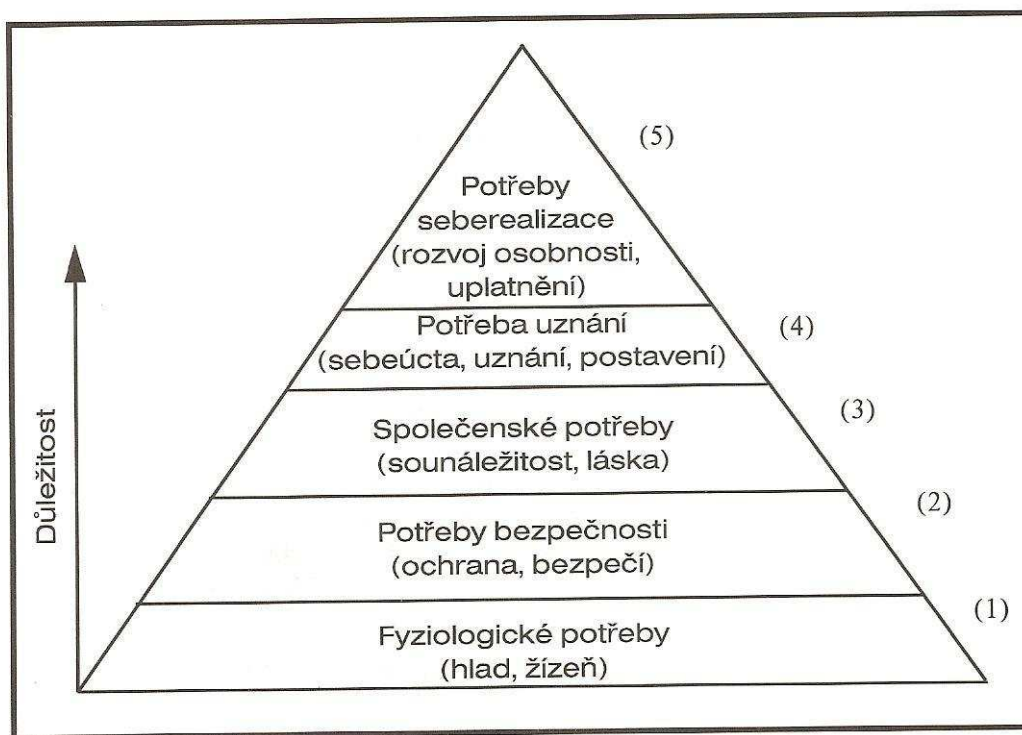 (5)
Potřeby
seberealizace
(rozvoj osobnosti,
uplatnění)
(4)
Potřeba uznání
(sebeúcta, uznání, postavení)
(3)
Společenské potřeby
(sounáležitost, láska)
(2)
Potřeby bezpečnosti
(ochrana, bezpečí)
(1)
Fyziologické potřeby
(hlad, žízeň)
Důležitost